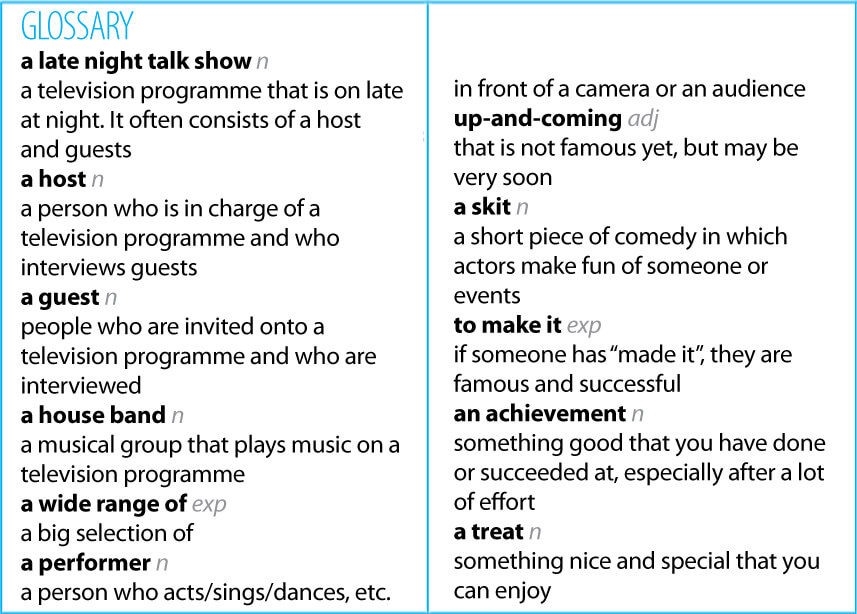 GLOSSARY
a late night talk show n
a television programme that is on late
at night. It often consists of a host
and guests
a host n
a person who is in charge of a
television programme and who
interviews guests
a guest n
people who are invited onto a
television programme and who are
interviewed
a house band n
a musical group that plays music on a
television programme
a wide range of exp
a big selection of
a performer n
a person who acts/sings/dances, etc.
in front of a camera or an audience
up-and-coming adj
that is not famous yet, but may be
very soon
a skit n
a short piece of comedy in which
actors make fun of someone or
events
to make it exp
if someone has “made it”, they are
famous and successful
an achievement n
something good that you have done
or succeeded at, especially after a lot
of effort
a treat n
something nice and special that you
can enjoy